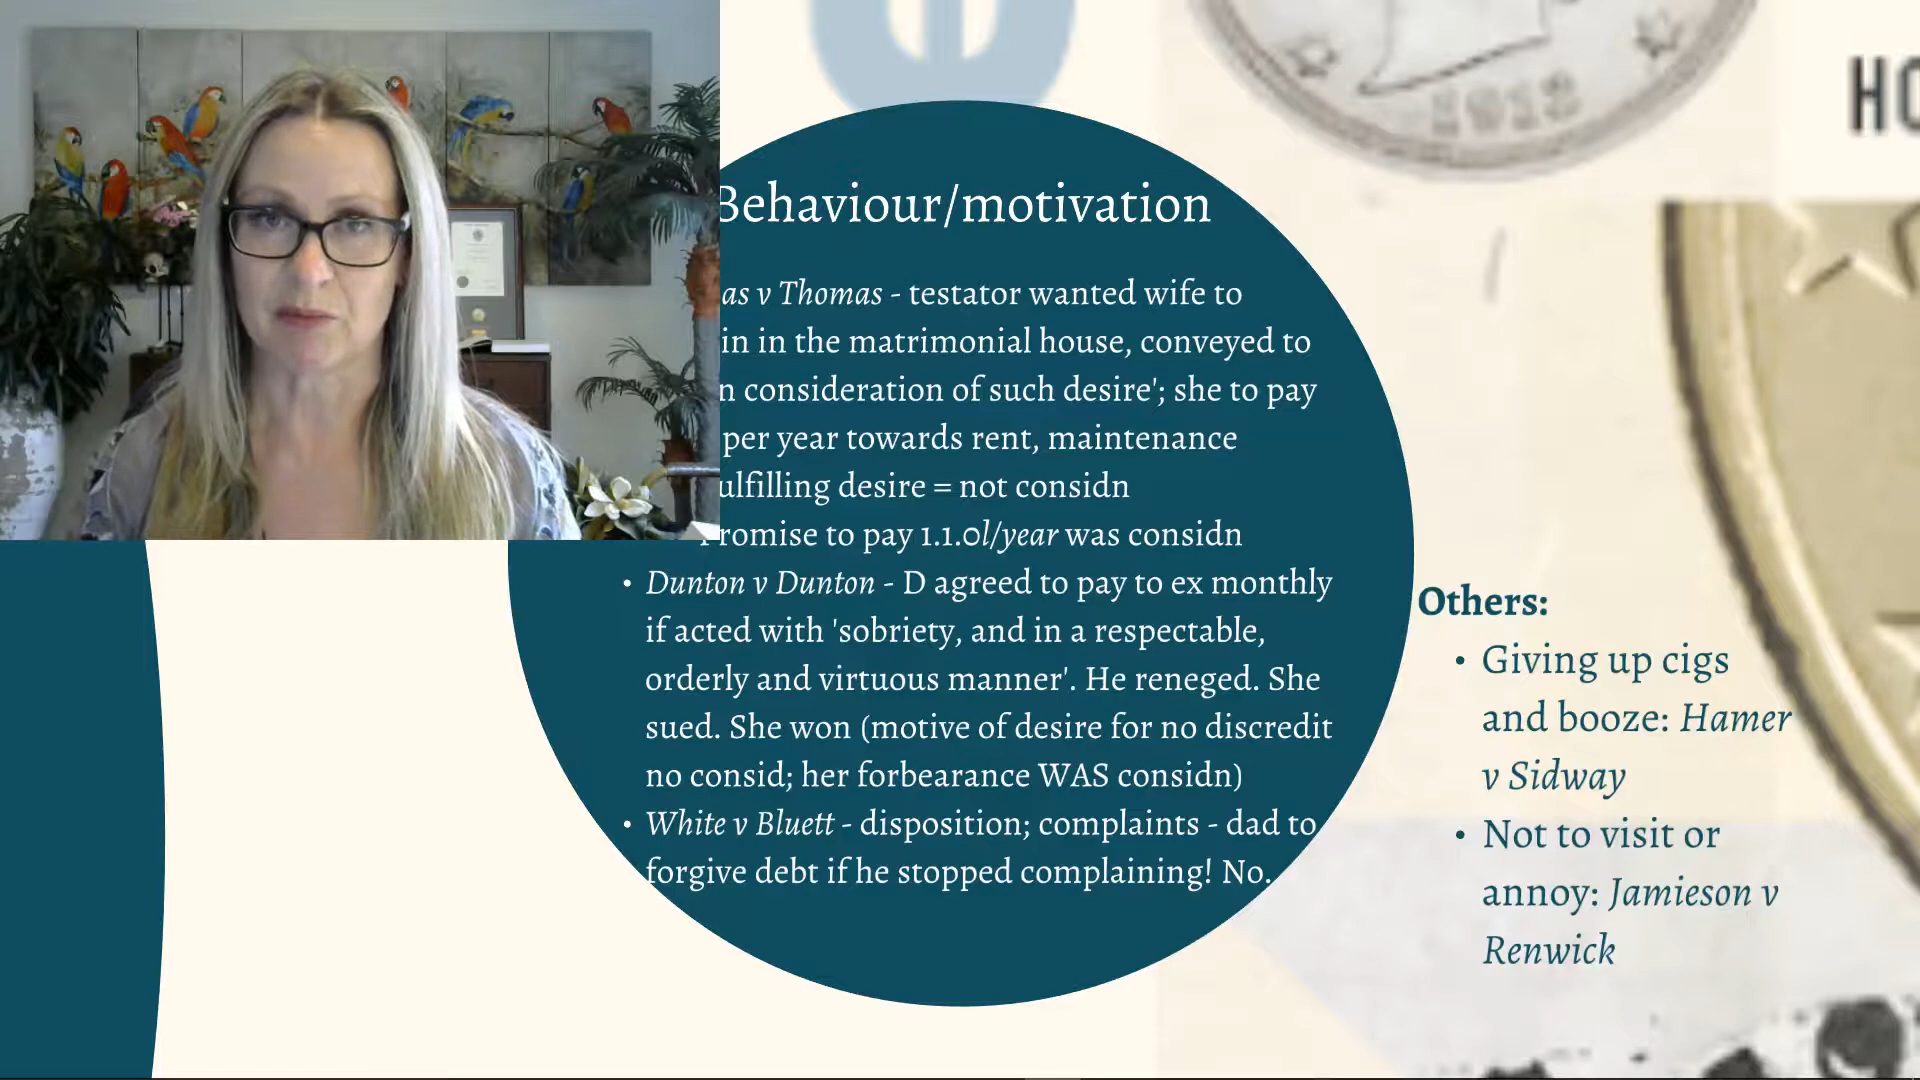 2018
HO
Behaviour/motivation
as v Thomas - testator wanted wife to
in in the matrimonial house, conveyed to
n consideration of such desire'; she to pay
per year towards rent, maintenance
ulfilling desire = not considn
romise to pay 1.1.0l/year was considn
• Dunton v Dunton - D agreed to pay to ex monthly
if acted with 'sobriety, and in a respectable,
orderly and virtuous manner'. He reneged. She
sued. She won (motive of desire for no discredit
no consid; her forbearance WAS considn)
• White v Bluett - disposition; complaints - dad to
forgive debt if he stopped complaining! No.
Others:
• Giving up cigs
and booze: Hamer
v Sidway
• Not to visit or
annoy: Jamieson v
Renwick